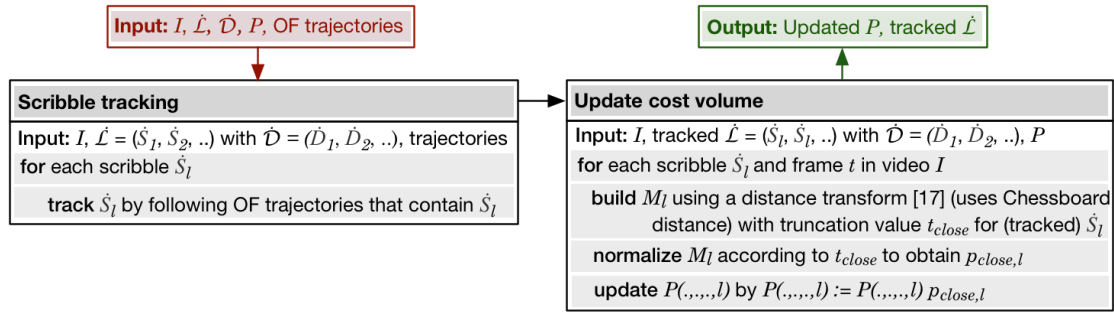 Input: I, L̇, Ḋ, P, OF trajectories
Scribble tracking
Input: I, L̇ = (Ṡ1, Ṡ2, ..) with Ḋ = (Ḋ1, Ḋ2, ..), trajectories
for each scribble Ṡl
track Ṡl by following OF trajectories that contain Ṡl
Output: Updated P, tracked L̇
Update cost volume
Input: I, tracked L̇ = (Ṡl, Ṡl, ..) with Ḋ = (Ḋ1, Ḋ2, ..), P
for each scribble Ṡl and frame t in video I
build Ml using a distance transform [17] (uses Chessboard
distance) with truncation value tclose for (tracked) Ṡl
normalize Ml according to tclose to obtain pclose,l
update P(.,.,.,l) by P(.,.,.,l) := P(.,.,.,l) pclose,l